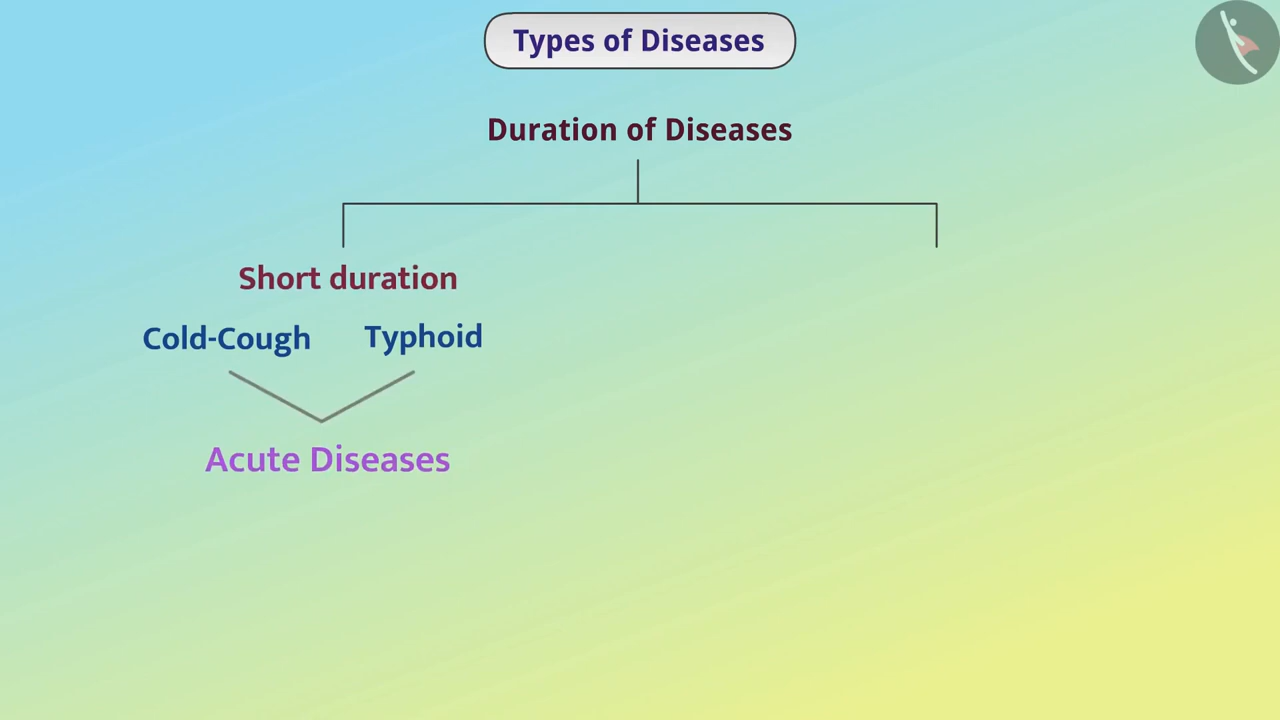 Types of Diseases
Duration of Diseases
Short duration
Cold-Cough Typhoid
Acute Diseases